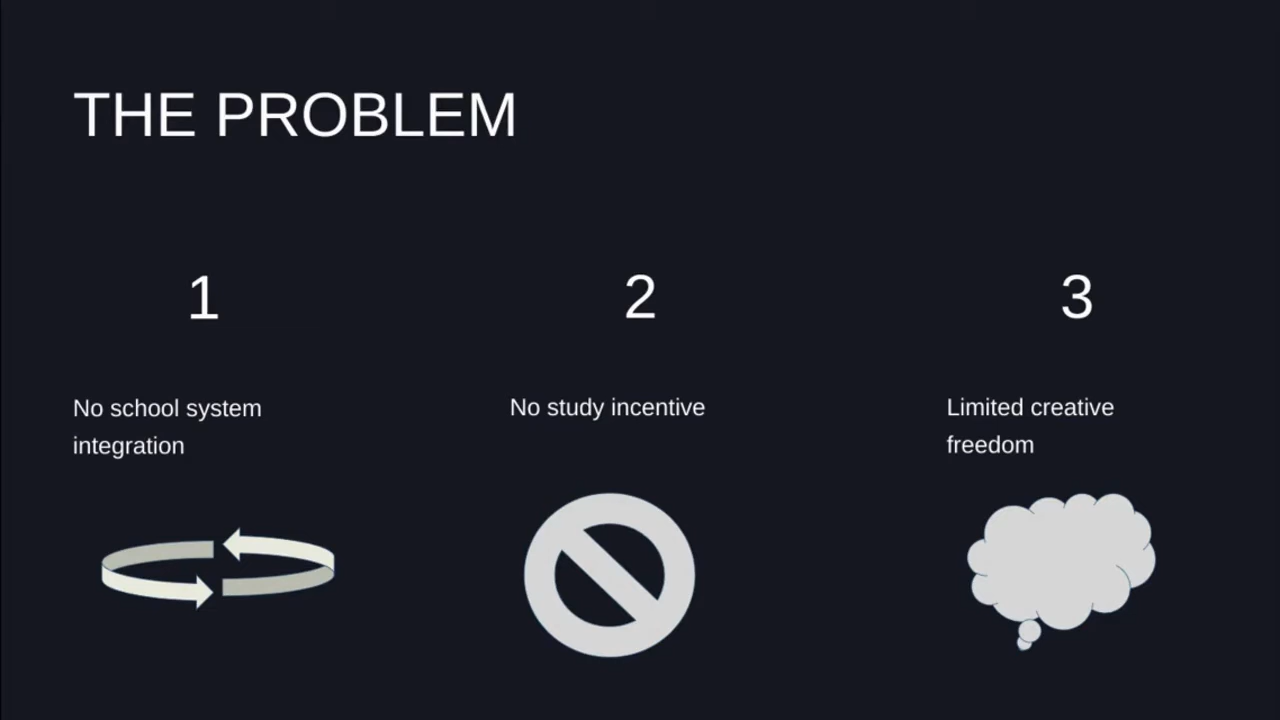 THE PROBLEM
1
No school system
integration
2
No study incentive
3
Limited creative
freedom